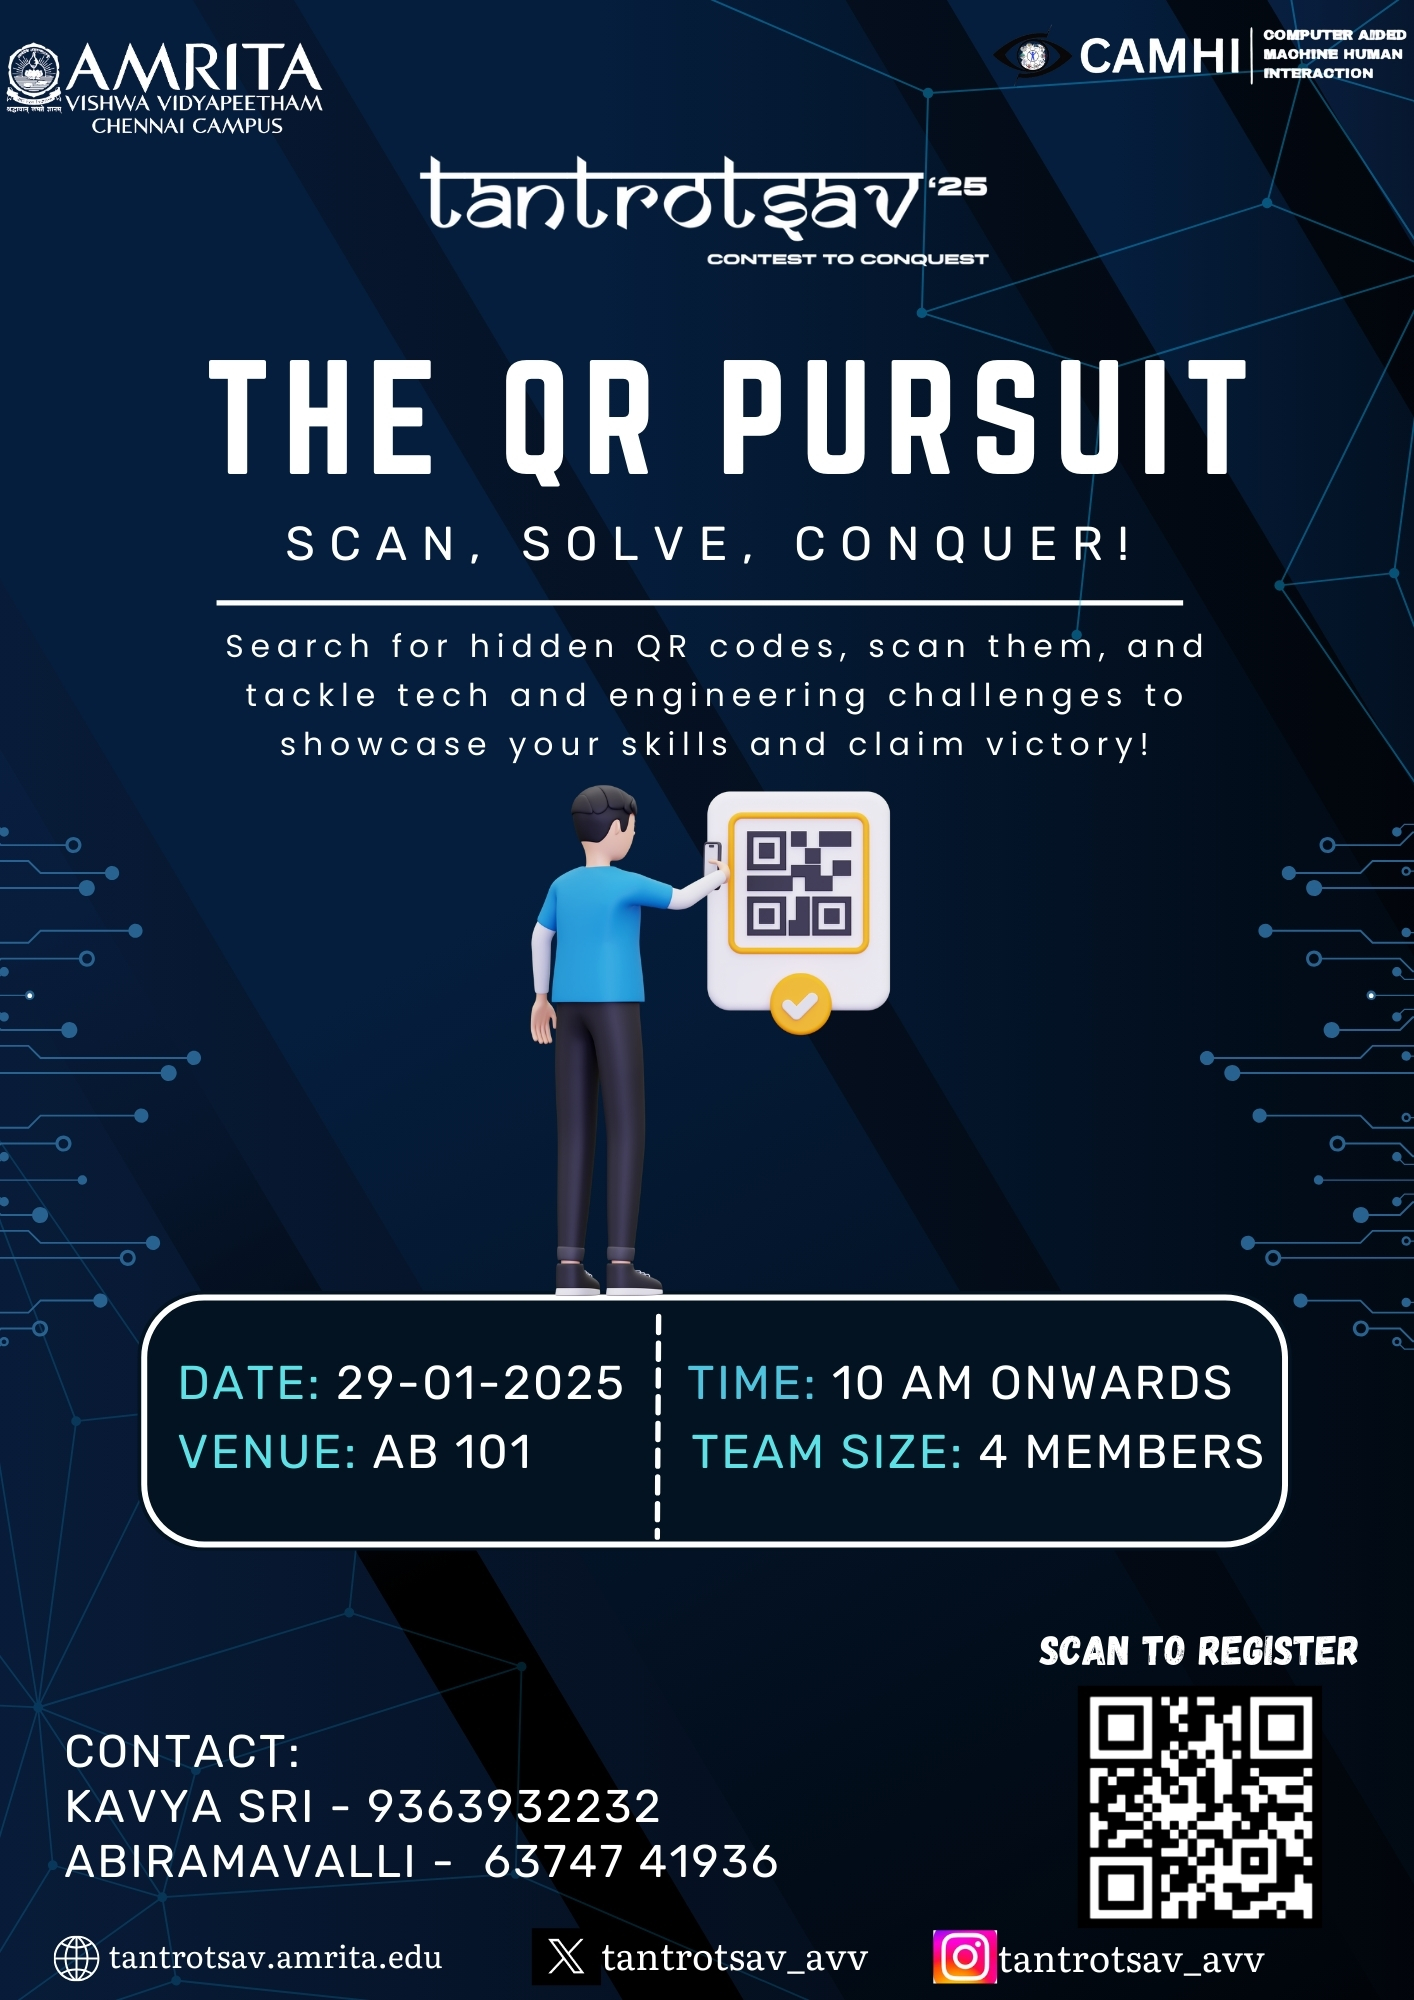 AMRITA
VISHWA VIDYAPEETHAM
CHENNAI CAMPUS
श्रद्धावान् लभते ज्ञानम्
CAMHI
COMPUTER AIDED
MACHINE HUMAN
INTERACTION
tantrotsav ‘25
CONTEST TO CONQUEST
THE QR PURSUIT
SCAN, SOLVE, CONQUER!
Search for hidden QR codes, scan them, and
tackle tech and engineering challenges to
showcase your skills and claim victory!
DATE: 29-01-2025
VENUE: AB 101
TIME: 10 AM ONWARDS
TEAM SIZE: 4 MEMBERS
SCAN TO REGISTER
CONTACT:
KAVYA SRI - 9363932232
ABIRAMAVALLI - 63747 41936
tantrotsav.amrita.edu
tantrotsav_avv
tantrotsav_avv